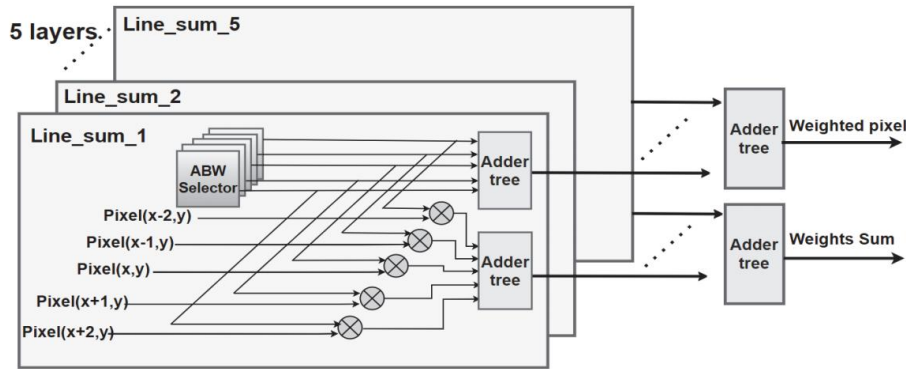 5 layers
Line_sum_5
Line_sum_2
Line_sum_1
ABW
Selector
Adder
tree
Pixel(x-2,y)
Pixel(x-1,y)
Pixel(x,y)
Pixel(x+1,y)
Pixel(x+2,y)
Adder
tree
Adder
tree
Weighted pixel
Adder
tree
Weights Sum